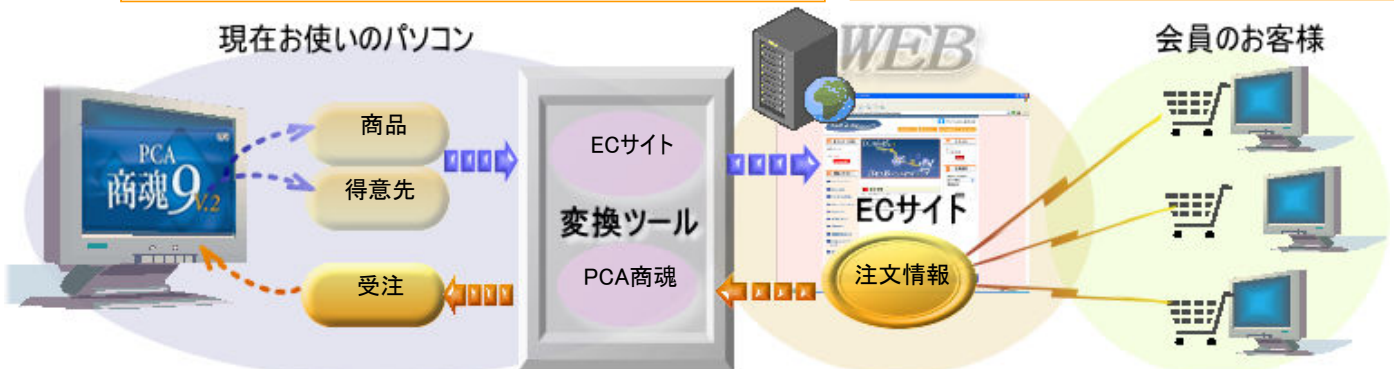 現在お使いのパソコン
WEB
会員のお客様
PCA
商魂9
V.2
商品
得意先
受注
ECサイト
変換ツール
PCA商魂
ECサイト
注文情報